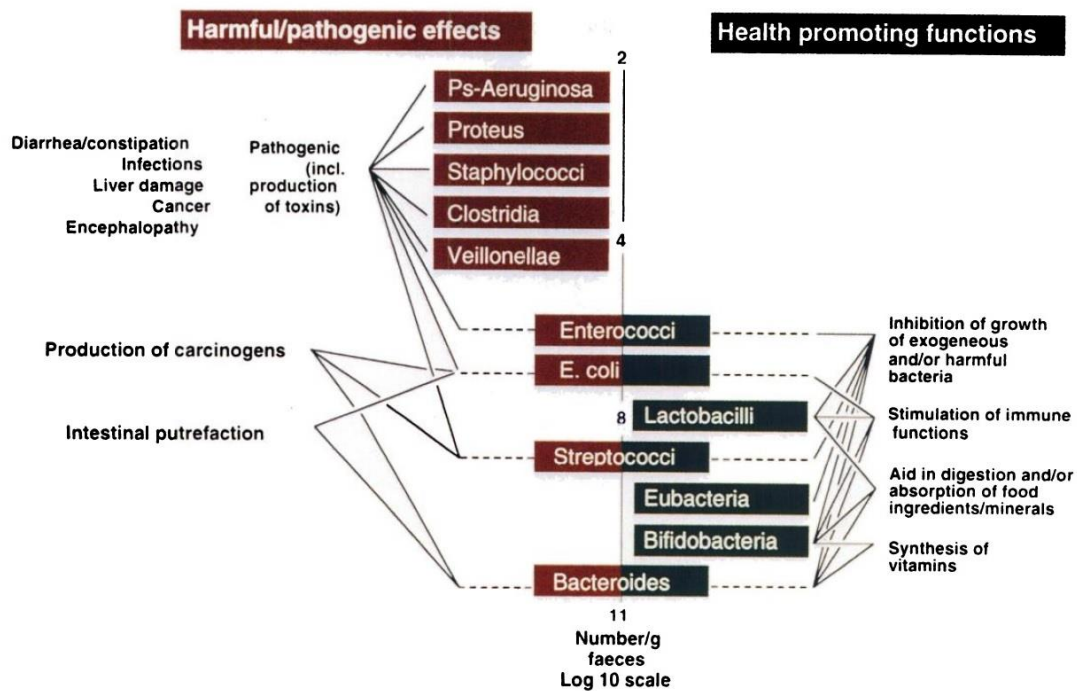 Harmful/pathogenic effects
Health promoting functions
2
Ps-Aeruginosa
Proteus
Staphylococci
Clostridia
4
Veillonellae
Diarrhea/constipation
Infections
Liver damage
Cancer
Encephalopathy
Pathogenic
(incl.
production
of toxins)
Enterococci
E. coli
8
Lactobacilli
Streptococci
Eubacteria
Bifidobacteria
Bacteroides
Production of carcinogens
Intestinal putrefaction
Inhibition of growth
of exogeneous
and/or harmful
bacteria
Stimulation of immune
functions
Aid in digestion and/or
absorption of food
ingredients/minerals
Synthesis of
vitamins
11
Number/g
faeces
Log 10 scale